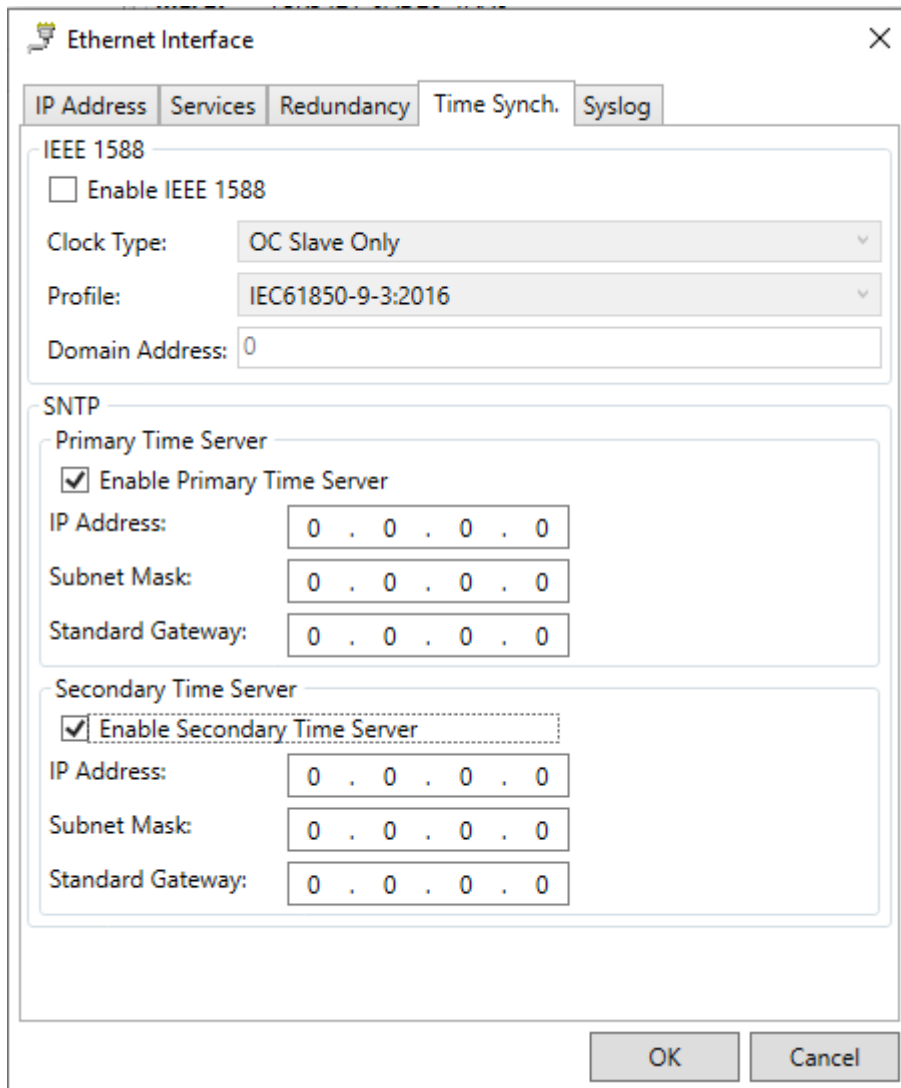 Ethernet Interface
IP Address Services Redundancy Time Synch. Syslog
IEEE 1588
Enable IEEE 1588
Clock Type: OC Slave Only
Profile: IEC61850-9-3:2016
Domain Address: 0
SNTP
Primary Time Server
Enable Primary Time Server
IP Address: 0 . 0 . 0 . 0
Subnet Mask: 0 . 0 . 0 . 0
Standard Gateway: 0 . 0 . 0 . 0
Secondary Time Server
Enable Secondary Time Server
IP Address: 0 . 0 . 0 . 0
Subnet Mask: 0 . 0 . 0 . 0
Standard Gateway: 0 . 0 . 0 . 0
OK Cancel